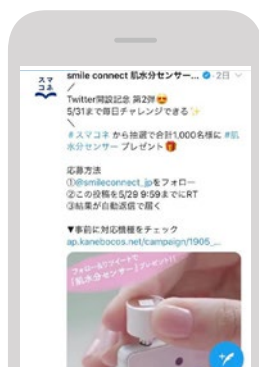 スマ
コネ
smile connect 肌水分センサー... ・2日
/
Twitter開設記念 第2弾😍
5/31まで毎日チャレンジできる✨
\
#スマコネ から抽選で合計1,000名様に #肌
水分センサー プレゼント🎁
応募方法
①@smileconnect_jpをフォロー
②この投稿を5/29 9:59までにRT
③結果が自動返信で届く
▼事前に対応機種をチェック
ap.kanebocos.net/campaign/1905_...
フォロー&リツイートで
「肌水分センサー」プレゼント!!